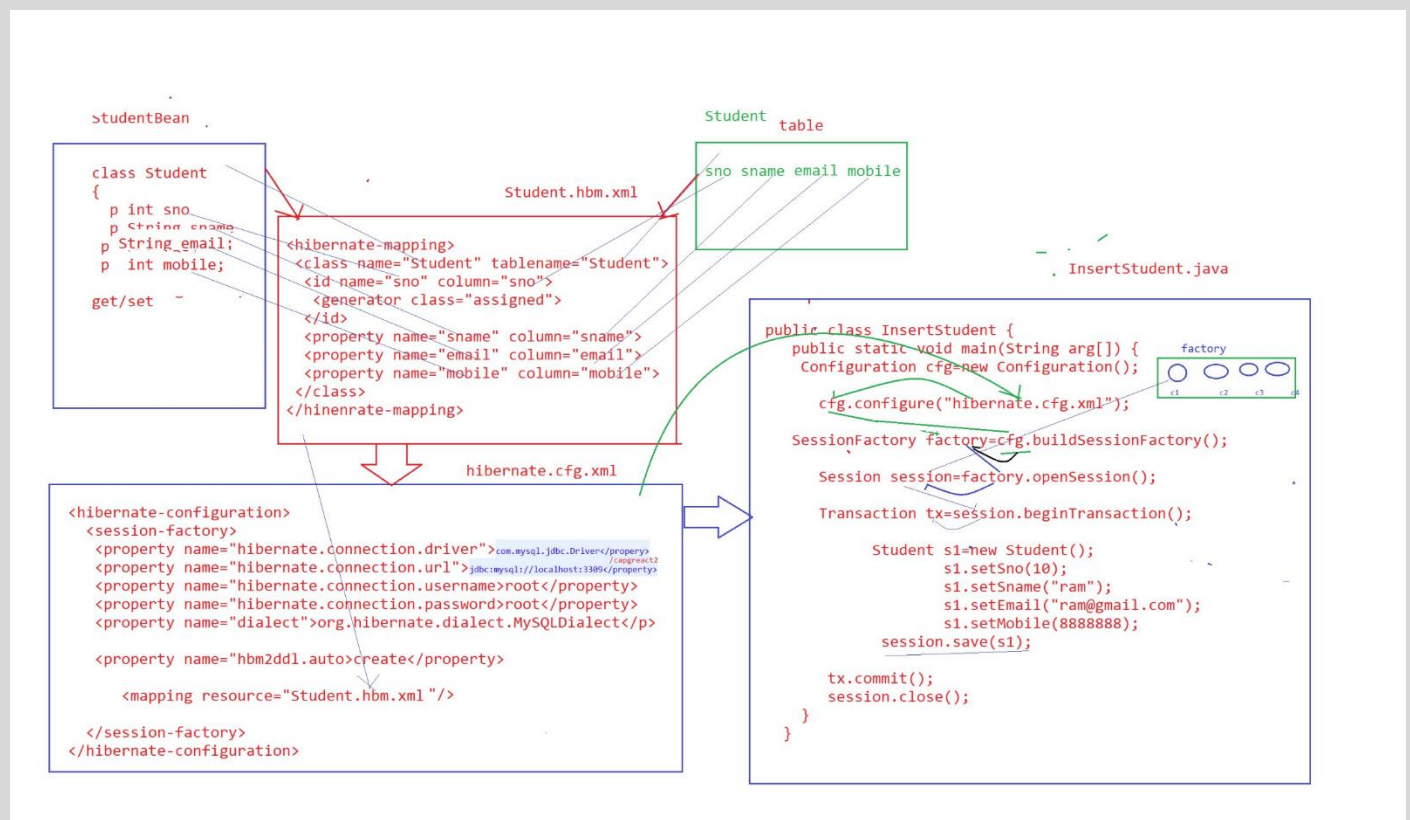 StudentBean
class Student
{
p int sno
p String sname
p String email;
p int mobile;
get/set
Student.hbm.xml
<hibernate-mapping>
<class name="Student" tablename="Student">
<id name="sno" column="sno">
<generator class="assigned">
</id>
<property name="sname" column="sname">
<property name="email" column="email">
<property name="mobile" column="mobile">
</class>
</hinenrate-mapping>
Student table
sno sname email mobile
hibernate.cfg.xml
<hibernate-configuration>
<session-factory>
<property name="hibernate.connection.driver">com.mysql.jdbc.Driver</propery>
/capgreact2
<property name="hibernate.connection.url">jdbc:mysql://localhost:3309</property>
<property name="hibernate.connection.username>root</property>
<property name="hibernate.connection.password>root</property>
<property name="dialect">org.hibernate.dialect.MySQLDialect</p>
<property name="hbm2ddl.auto>create</property>
<mapping resource="Student.hbm.xml "/>
</session-factory>
</hibernate-configuration>
InsertStudent.java
public class InsertStudent {
public static void main(String arg[]) {
Configuration cfg=new Configuration();
cfg.configure("hibernate.cfg.xml");
SessionFactory factory=cfg.buildSessionFactory();
Session session=factory.openSession();
Transaction tx=session.beginTransaction();
Student s1=new Student();
s1.setSno(10);
s1.setSname("ram");
s1.setEmail("ram@gmail.com");
s1.setMobile(8888888);
session.save(s1);
tx.commit();
session.close();
}
}
factory
c1 c2 c3 c4